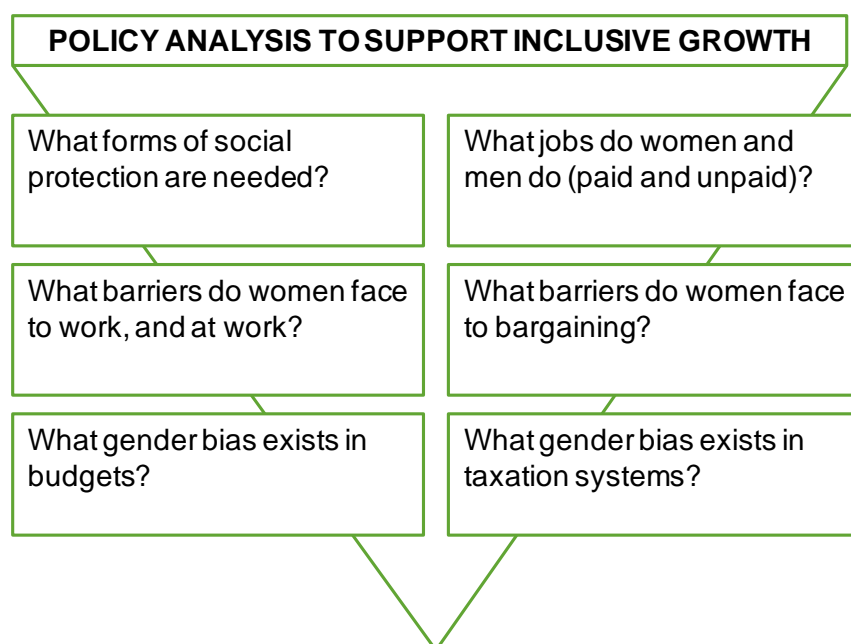 POLICY ANALYSIS TO SUPPORT INCLUSIVE GROWTH
What forms of social
protection are needed?
What jobs do women and
men do (paid and unpaid)?
What barriers do women face
to work, and at work?
What barriers do women face
to bargaining?
What gender bias exists in
budgets?
What gender bias exists in
taxation systems?